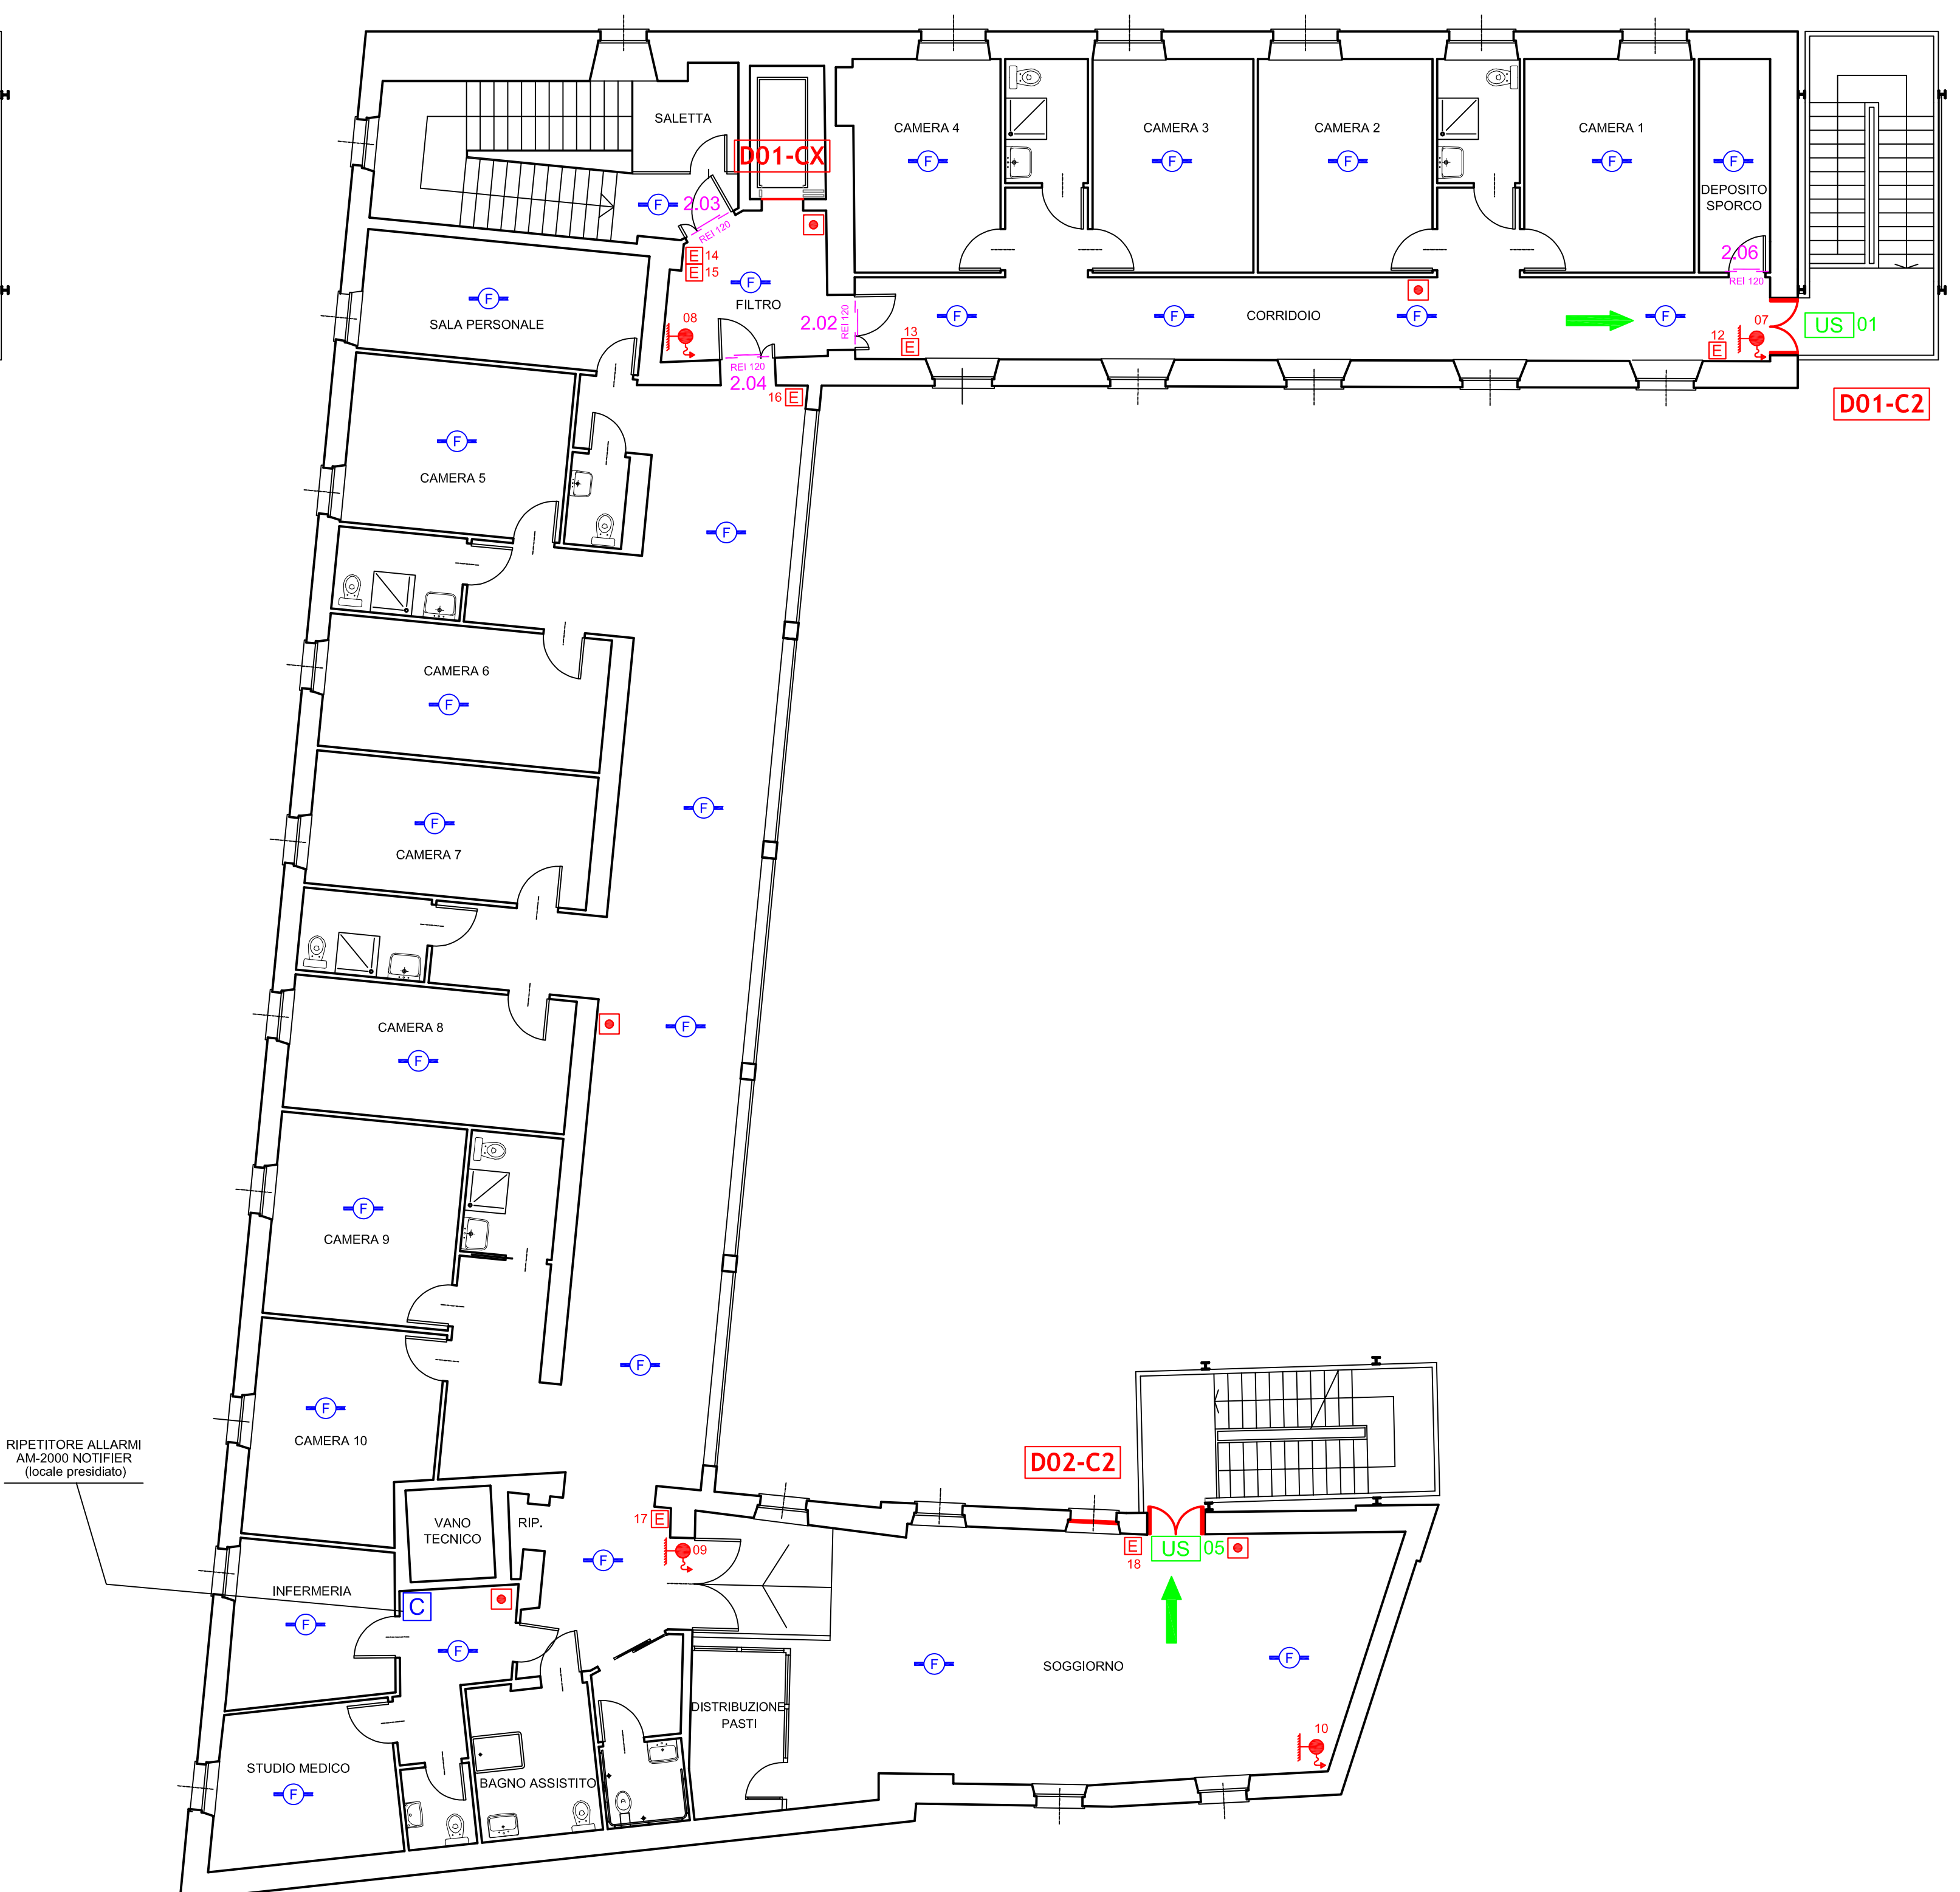 SALETTA
D01-CX
CAMERA 4
F
CAMERA 3
F
CAMERA 2
F
CAMERA 1
F
F
DEPOSITO
SPORCO
F
2.03
REI 120
E 14
E 15
F
FILTRO
08
2.02
REI 120
REI 120
2.04
16 E
13
E
F
F
CORRIDOIO
F
F
2.06
REI 120
12
E
07
US 01
D01-C2
F
SALA PERSONALE
F
CAMERA 5
F
CAMERA 6
F
F
CAMERA 7
F
CAMERA 8
F
F
F
CAMERA 9
F
F
CAMERA 10
RIPETITORE ALLARMI
AM-2000 NOTIFIER
(locale presidiato)
VANO
TECNICO
RIP.
17 E
09
F
D02-C2
E
18
US 05
INFERMERIA
F
C
F
STUDIO MEDICO
F
BAGNO ASSISTITO
DISTRIBUZIONE
PASTI
F
SOGGIORNO
F
10